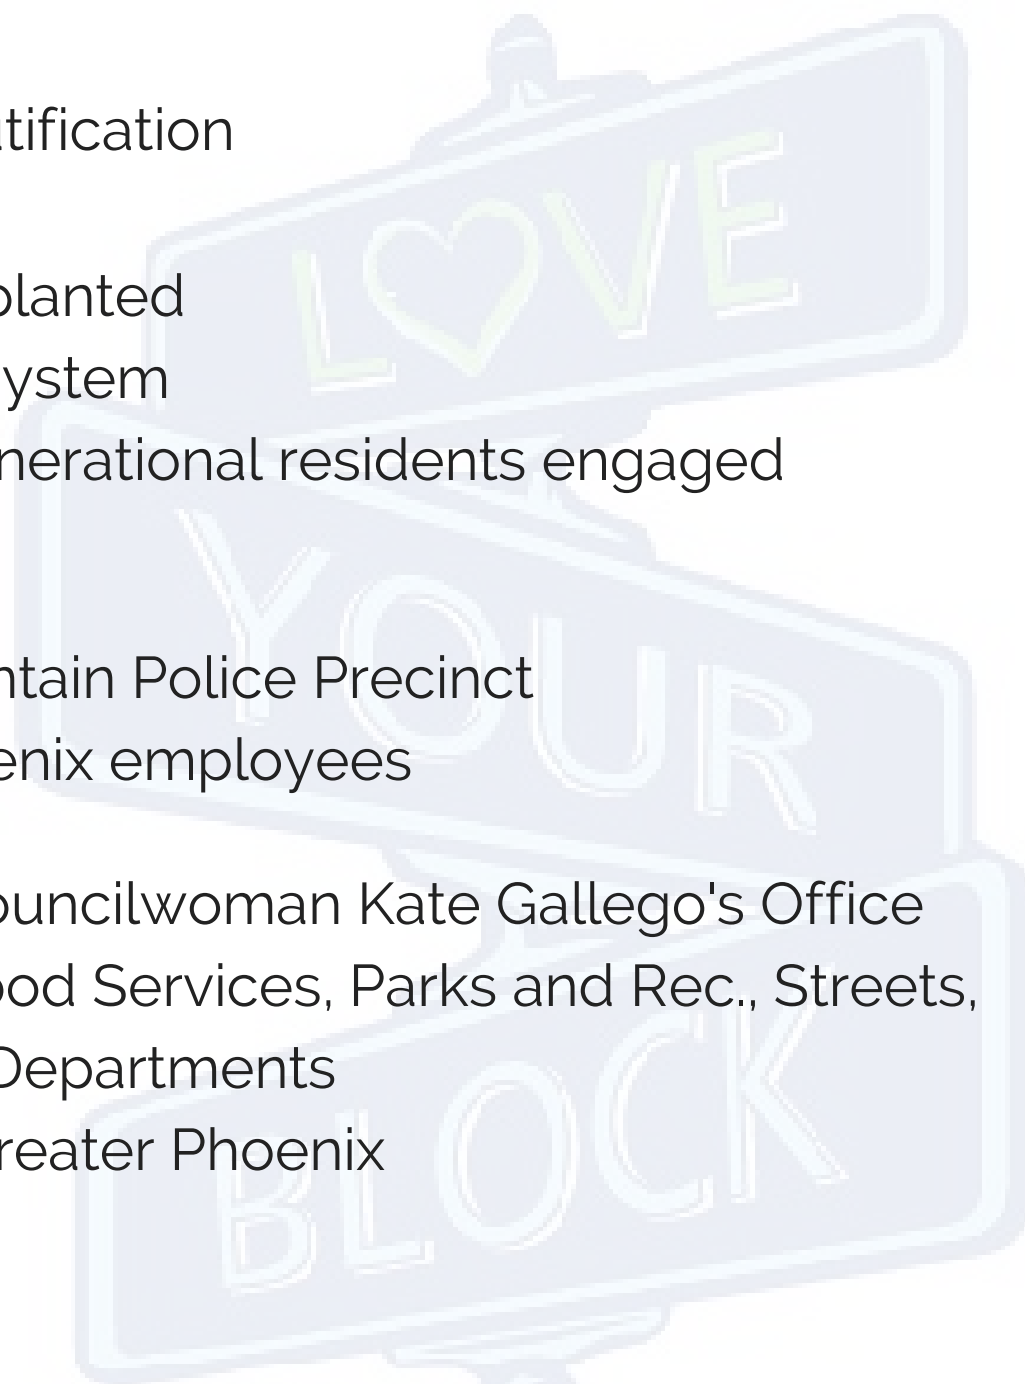 utification
planted
ystem
nerational residents engaged
ntain Police Precinct
enix employees
ouncilwoman Kate Gallego's Office
ood Services, Parks and Rec., Streets,
Departments
reater Phoenix
LOVE
YOUR
BLOCK